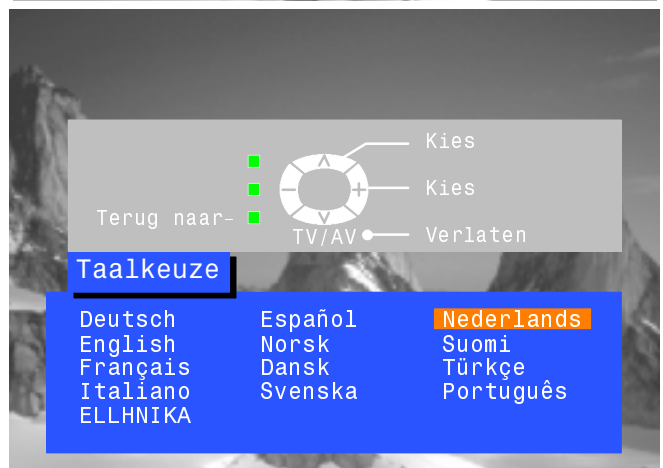 Kies
Kies
Terug naar-
TV/AV
Verlaten
Taalkeuze
Deutsch Español Nederlands
English Norsk Suomi
Français Dansk Türkçe
Italiano Svenska Português
ELLHNIKA